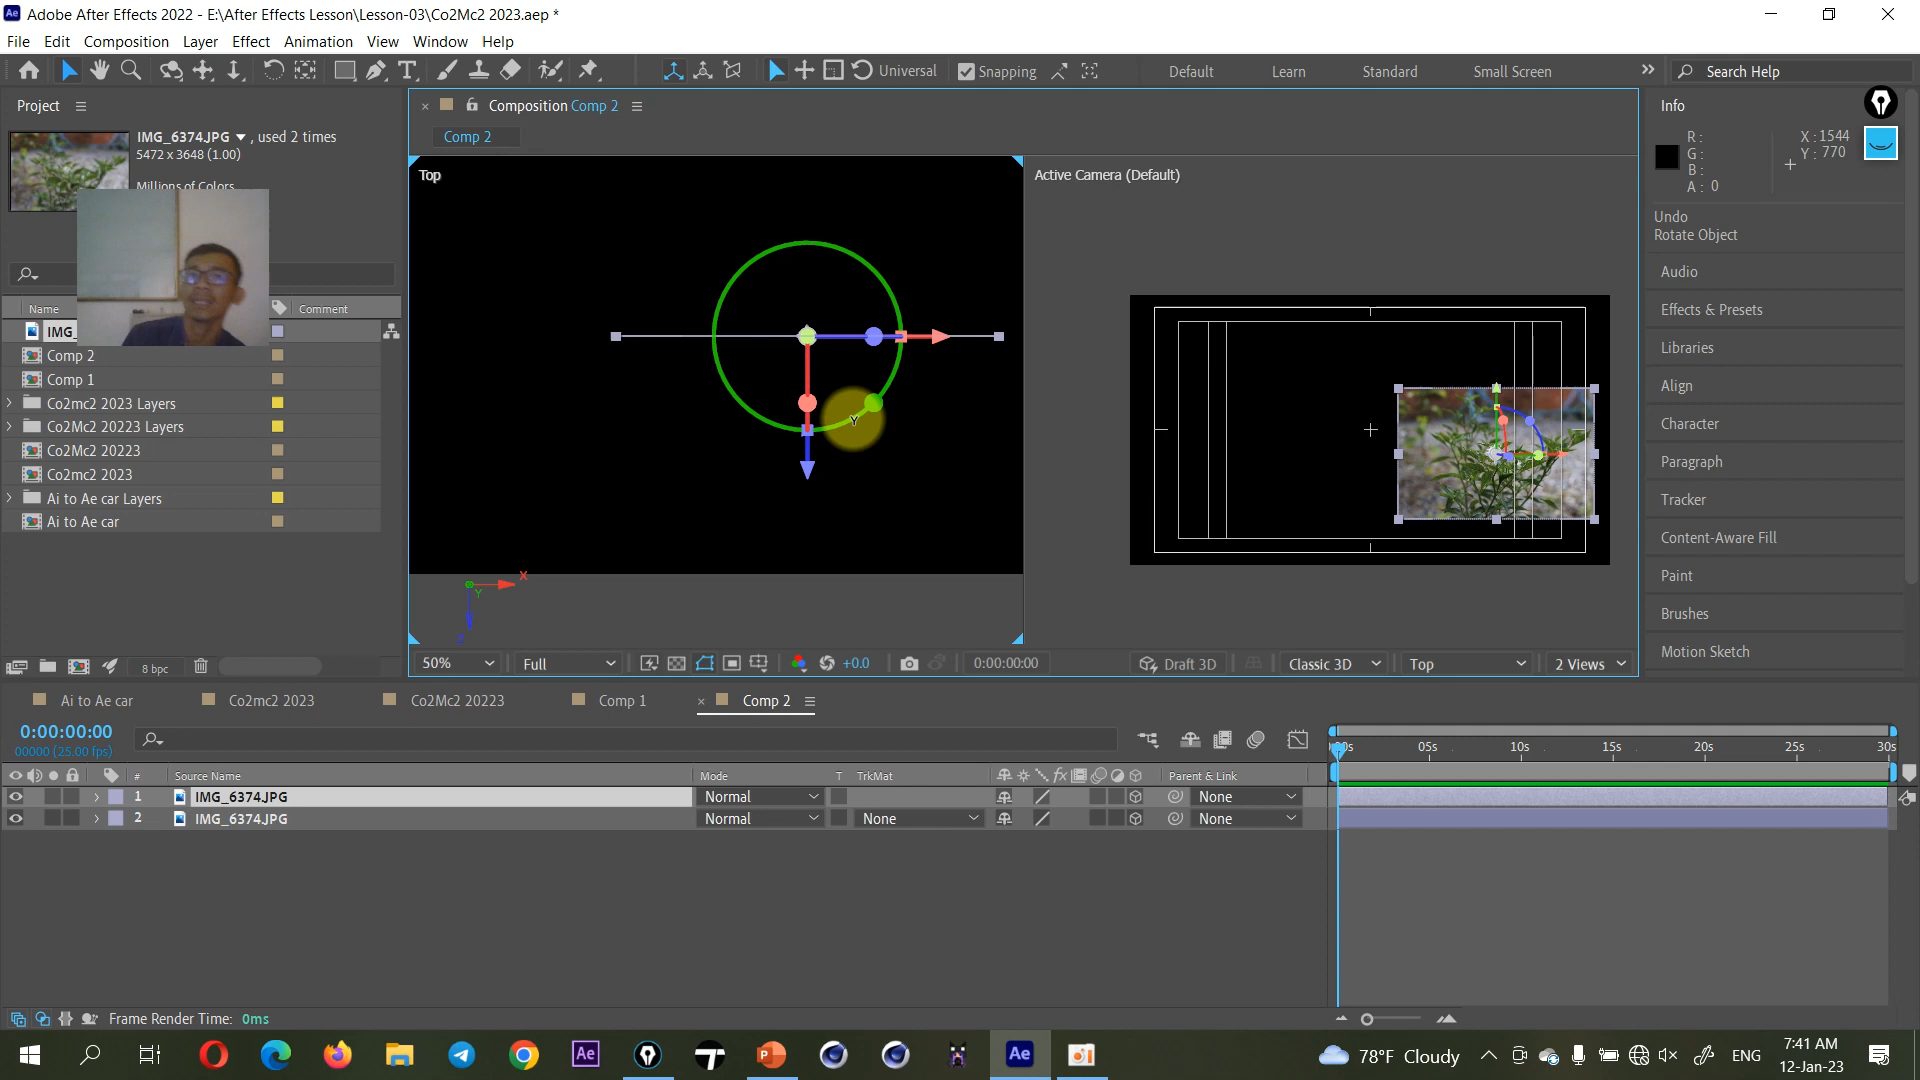 Adobe After Effects 2022 - E:\After Effects Lesson\Lesson-03\Co2Mc2 2023.aep *
File Edit Composition Layer Effect Animation View Window Help
Universal Snapping Default Learn Standard Small Screen Search Help
Project
IMG_6374.JPG , used 2 times
5472 x 3648 (1.00)
Millions of Colors
Name Comment
IMG_
Comp 2
Comp 1
Co2mc2 2023 Layers
Co2Mc2 20223 Layers
Co2Mc2 20223
Co2mc2 2023
Ai to Ae car Layers
Ai to Ae car
8 bpc
Composition Comp 2
Comp 2
Top
Y
X
Y
Z
Active Camera (Default)
50% Full +0.0 0:00:00:00 Draft 3D Classic 3D Top 2 Views
Info
R :
G :
B :
A : 0
X : 1544
Y : 770
Undo
Rotate Object
Audio
Effects & Presets
Libraries
Align
Character
Paragraph
Tracker
Content-Aware Fill
Paint
Brushes
Motion Sketch
Ai to Ae car Co2mc2 2023 Co2Mc2 20223 Comp 1 Comp 2
0:00:00:00
00000 (25.00 fps)
05s 10s 15s 20s 25s 30s
# Source Name Mode T TrkMat fx Parent & Link
1 IMG_6374.JPG Normal None
2 IMG_6374.JPG Normal None None
Frame Render Time: 0ms
78°F Cloudy ENG 7:41 AM
12-Jan-23